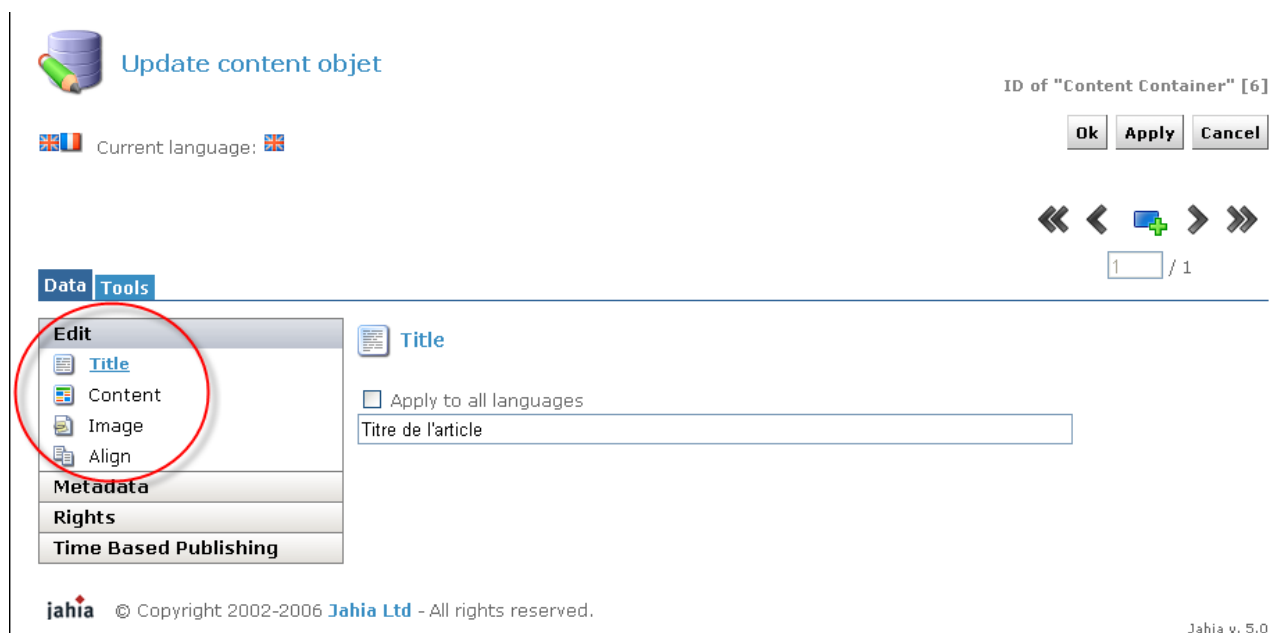 Update content objet
ID of "Content Container" [6]
Current language:
Ok Apply Cancel
1 / 1
Data Tools
Edit
Title
Content
Image
Align
Metadata
Rights
Time Based Publishing
Title
Apply to all languages
Titre de l'article
jahia © Copyright 2002-2006 Jahia Ltd - All rights reserved.
Jahia v. 5.0